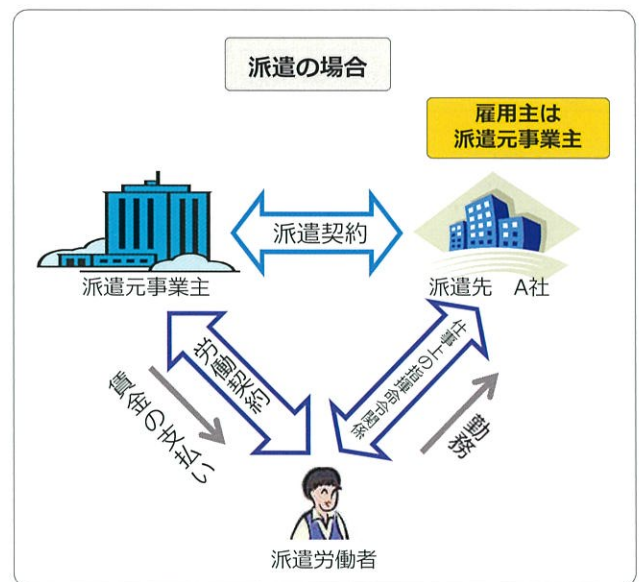 派遣の場合
雇用主は
派遣元事業主
派遣契約
派遣元事業主
派遣先 A社
労働契約
賃金の支払い
仕事上の指揮命令関係
勤務
派遣労働者